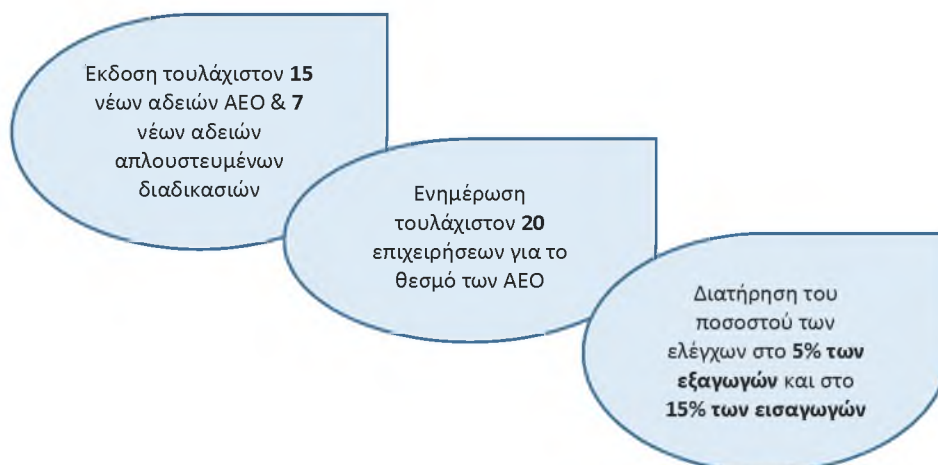 Έκδοση τουλάχιστον 15
νέων αδειών ΑΕΟ & 7
νέων αδειών
απλουστευμένων
διαδικασιών
Ενημέρωση
τουλάχιστον 20
επιχειρήσεων για το
θεσμό των ΑΕΟ
Διατήρηση του
ποσοστού των
ελέγχων στο 5% των
εξαγωγών και στο
15% των εισαγωγών